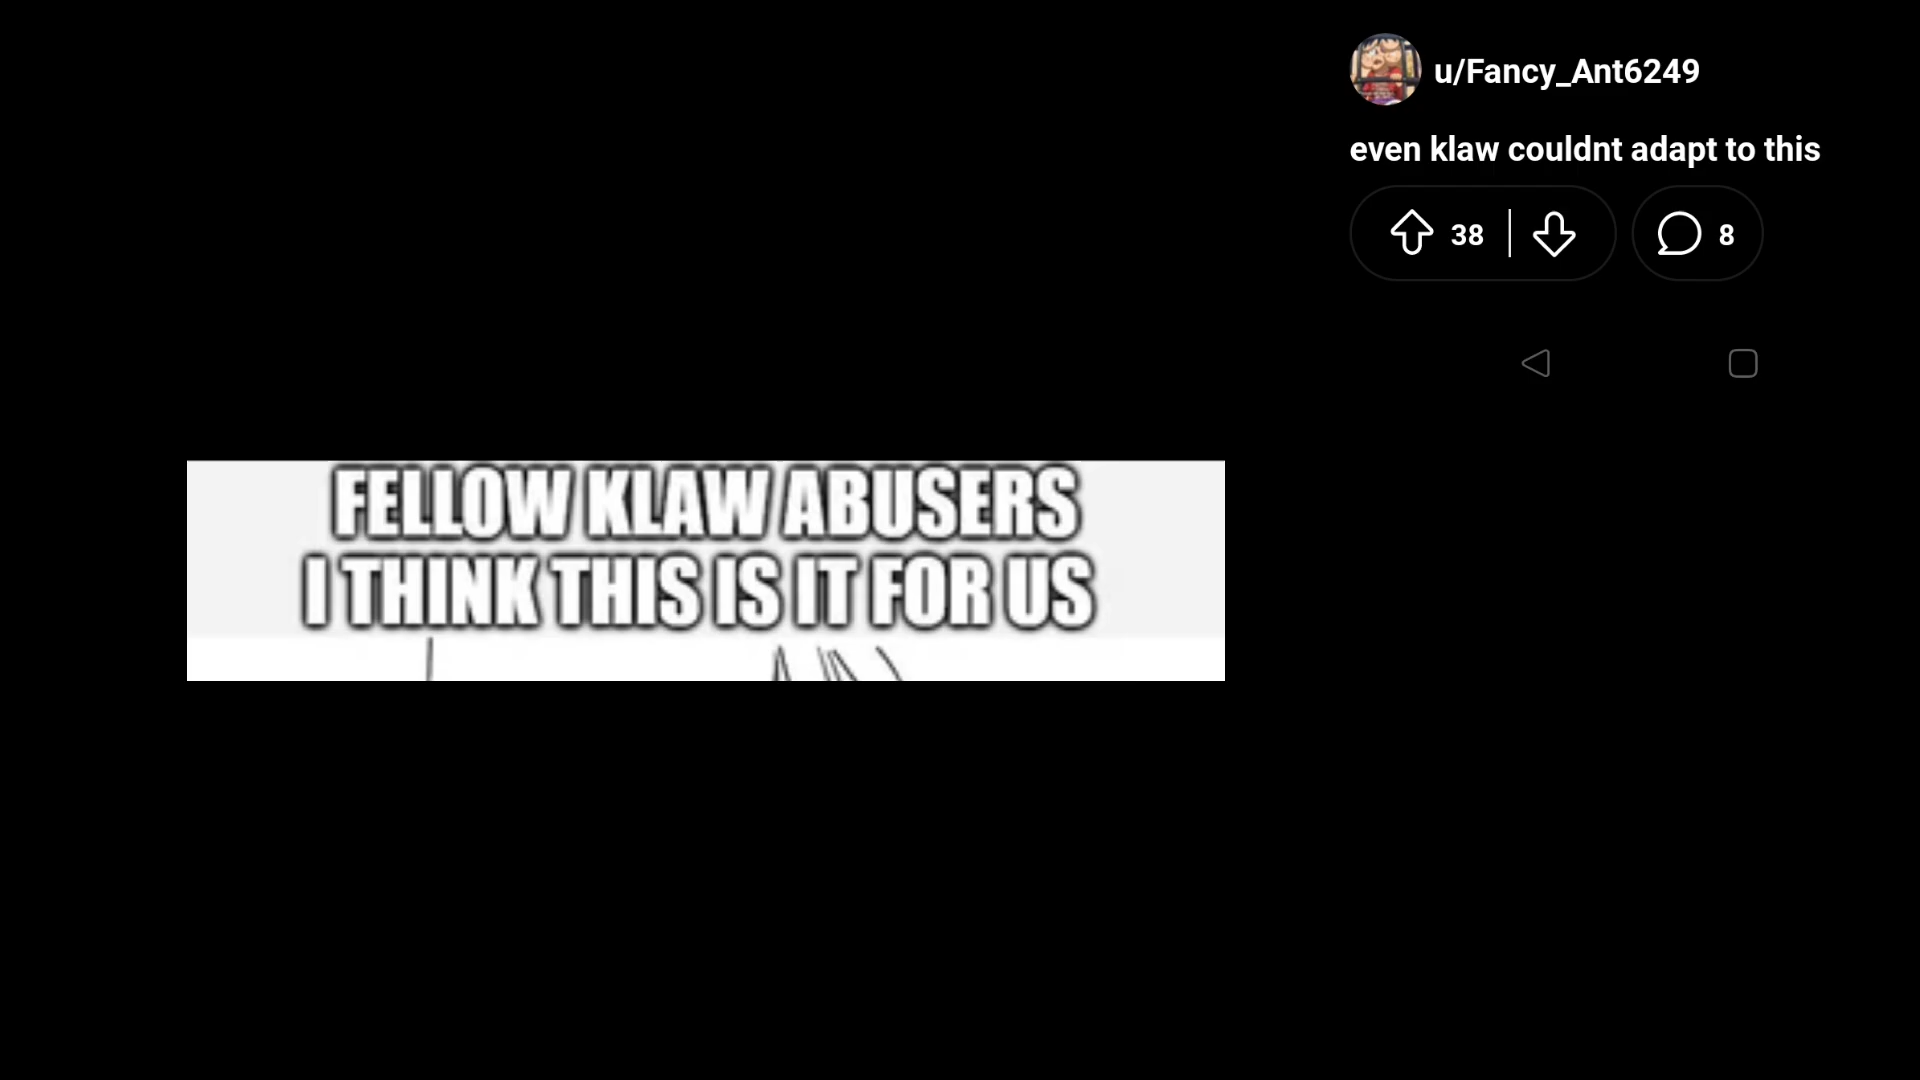 u/Fancy_Ant6249
even klaw couldnt adapt to this
38
8
FELLOW KLAW ABUSERS
I THINK THIS IS IT FOR US